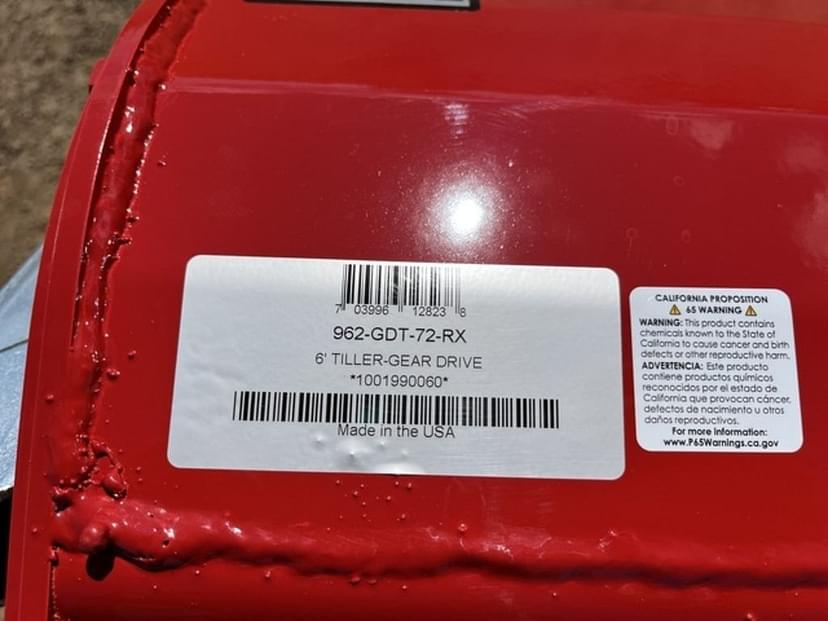 7 03996 12823 8
962-GDT-72-RX
6' TILLER-GEAR DRIVE
*1001990060*
Made in the USA
CALIFORNIA PROPOSITION
65 WARNING
WARNING: This product contains
chemicals known to the State of
California to cause cancer and birth
defects or other reproductive harm.
ADVERTENCIA: Este producto
contiene productos químicos
reconocidos por el estado de
California que provocan cáncer,
defectos de nacimiento u otros
daños reproductivos.
For more information:
www.P65Warnings.ca.gov